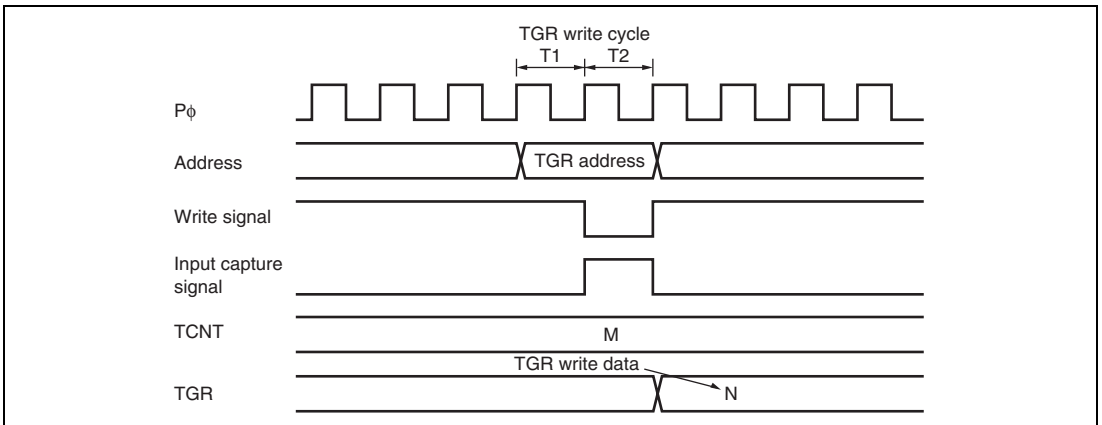 TGR write cycle
T1 T2
Pϕ
Address
TGR address
Write signal
Input capture
signal
TCNT
M
TGR write data
TGR
N